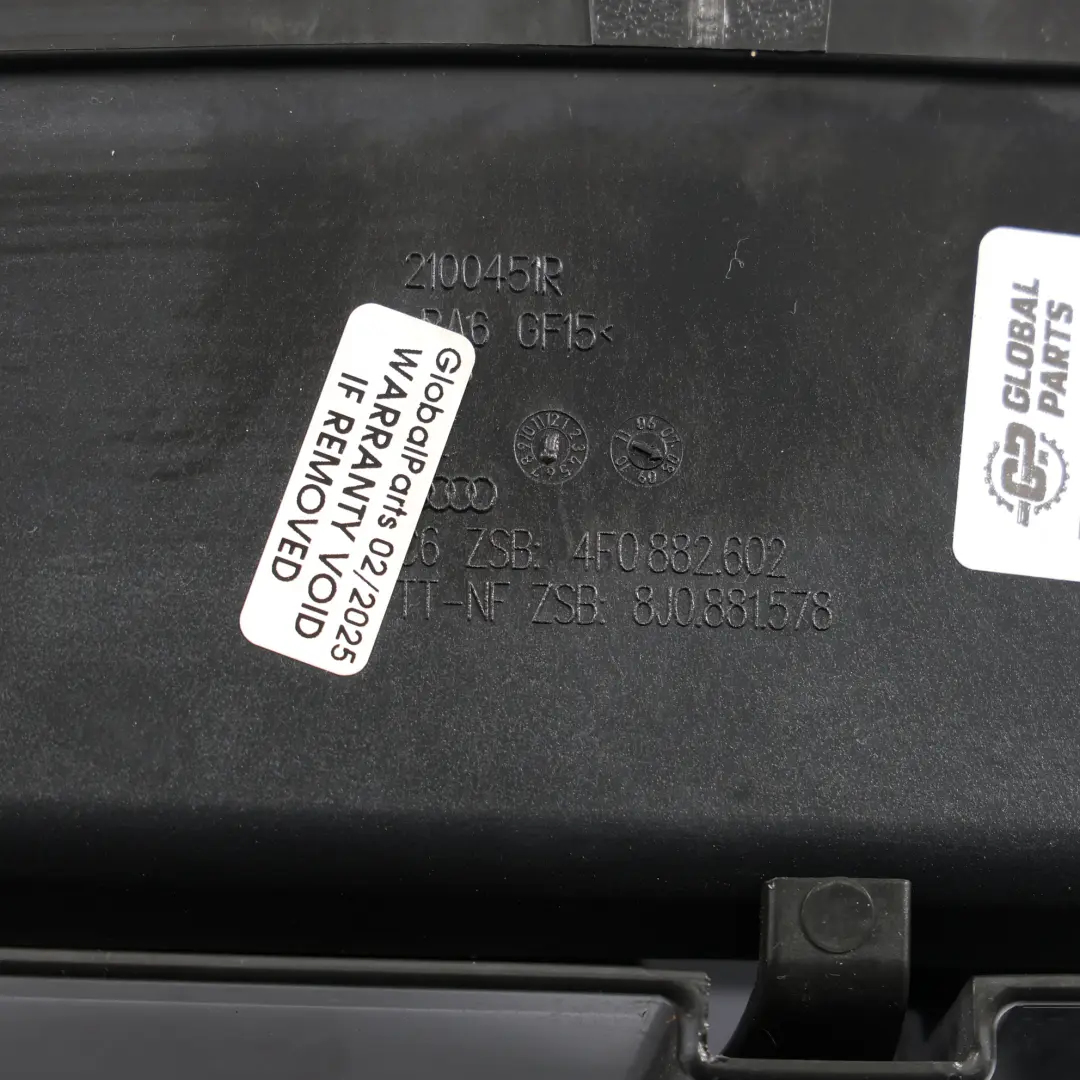 2100451R
GF15<
ZSB: 4F0.882.602
TT-NF ZSB: 8J0.881.578
GlobalParts 02/2025
WARRANTY VOID
IF REMOVED
GLOBAL
PARTS